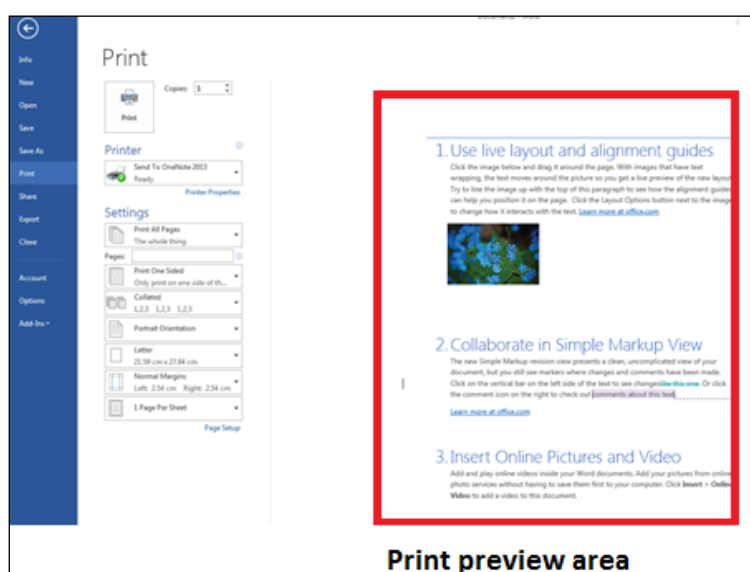 Info
New
Open
Save
Save As
Print
Share
Export
Close
Account
Options
Add-Ins
Print
Copies: 1
Print
Printer
Send To OneNote 2013
Ready
Printer Properties
Settings
Print All Pages
The whole thing
Pages:
Print One Sided
Only print on one side of th...
Collated
1,2,3 1,2,3 1,2,3
Portrait Orientation
Letter
21.59 cm x 27.94 cm
Normal Margins
Left: 2.54 cm Right: 2.54 cm
1 Page Per Sheet
Page Setup
1. Use live layout and alignment guides
Click the image below and drag it around the page. With images that have text
wrapping, the text moves around the picture so you get a live preview of the new layout
Try to line the image up with the top of this paragraph to see how the alignment guides
can help you position it on the page. Click the Layout Options button next to the image
to change how it interacts with the text. Learn more at office.com
2. Collaborate in Simple Markup View
The new Simple Markup revision view presents a clean, uncomplicated view of your
document, but you still see markers where changes and comments have been made.
Click on the vertical bar on the left side of the text to see changes like this one. Or click
the comment icon on the right to check out comments about this text.
Learn more at office.com
3. Insert Online Pictures and Video
Add and play online videos inside your Word documents. Add your pictures from online
photo services without having to save them first to your computer. Click Insert > Online
Video to add a video to this document.
Print preview area